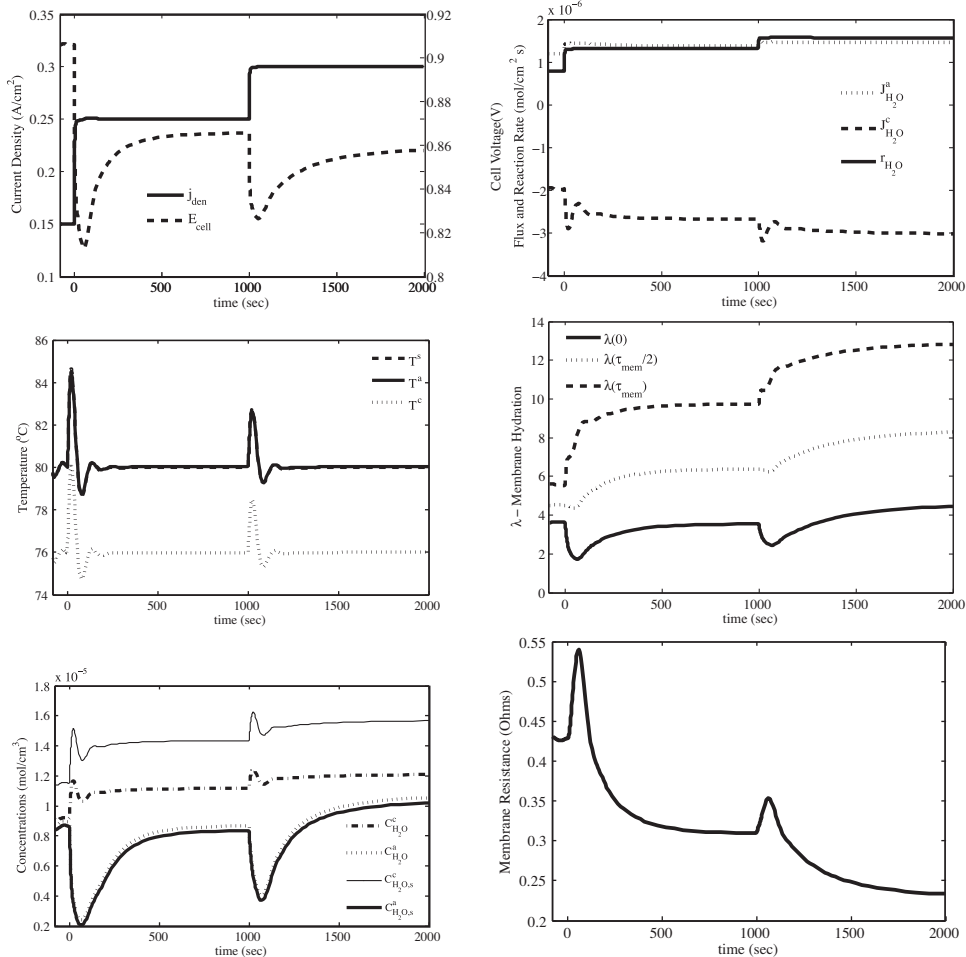 0.35
0.3
0.25
0.2
0.15
0.1
Current Density (A/cm²)
0.92
0.9
0.88
0.86
0.84
0.82
0.8
Cell Voltage(V)
j_den
E_cell
0 500 1000 1500 2000
time (sec)
x 10⁻⁶
2
1
0
−1
−2
−3
−4
Flux and Reaction Rate (mol/cm² s)
J^a_H₂O
J^c_H₂O
r_H₂O
0 500 1000 1500 2000
time (sec)
86
84
82
80
78
76
74
Temperature (°C)
T^s
T^a
T^c
0 500 1000 1500 2000
time (sec)
14
12
10
8
6
4
2
0
λ − Membrane Hydration
λ(0)
λ(τ_mem/2)
λ(τ_mem)
0 500 1000 1500 2000
time (sec)
x 10⁻⁵
1.8
1.6
1.4
1.2
1
0.8
0.6
0.4
0.2
Concentrations (mol/cm³)
C^c_H₂O
C^a_H₂O
C^c_H₂O,s
C^a_H₂O,s
0 500 1000 1500 2000
time (sec)
0.55
0.5
0.45
0.4
0.35
0.3
0.25
0.2
Membrane Resistance (Ohms)
0 500 1000 1500 2000
time (sec)